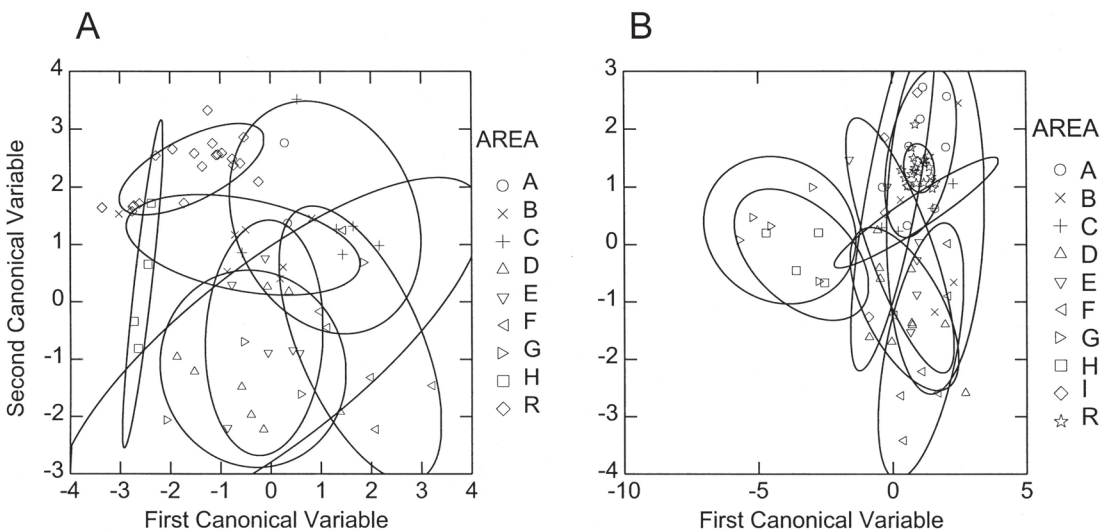 A
B
4
3
2
1
0
-1
-2
-3
-4
-3
-2
-1
0
1
2
3
4
Second Canonical Variable
First Canonical Variable
AREA
A
B
C
D
E
F
G
H
R
3
2
1
0
-1
-2
-3
-4
-10
-5
0
5
First Canonical Variable
AREA
A
B
C
D
E
F
G
H
I
R